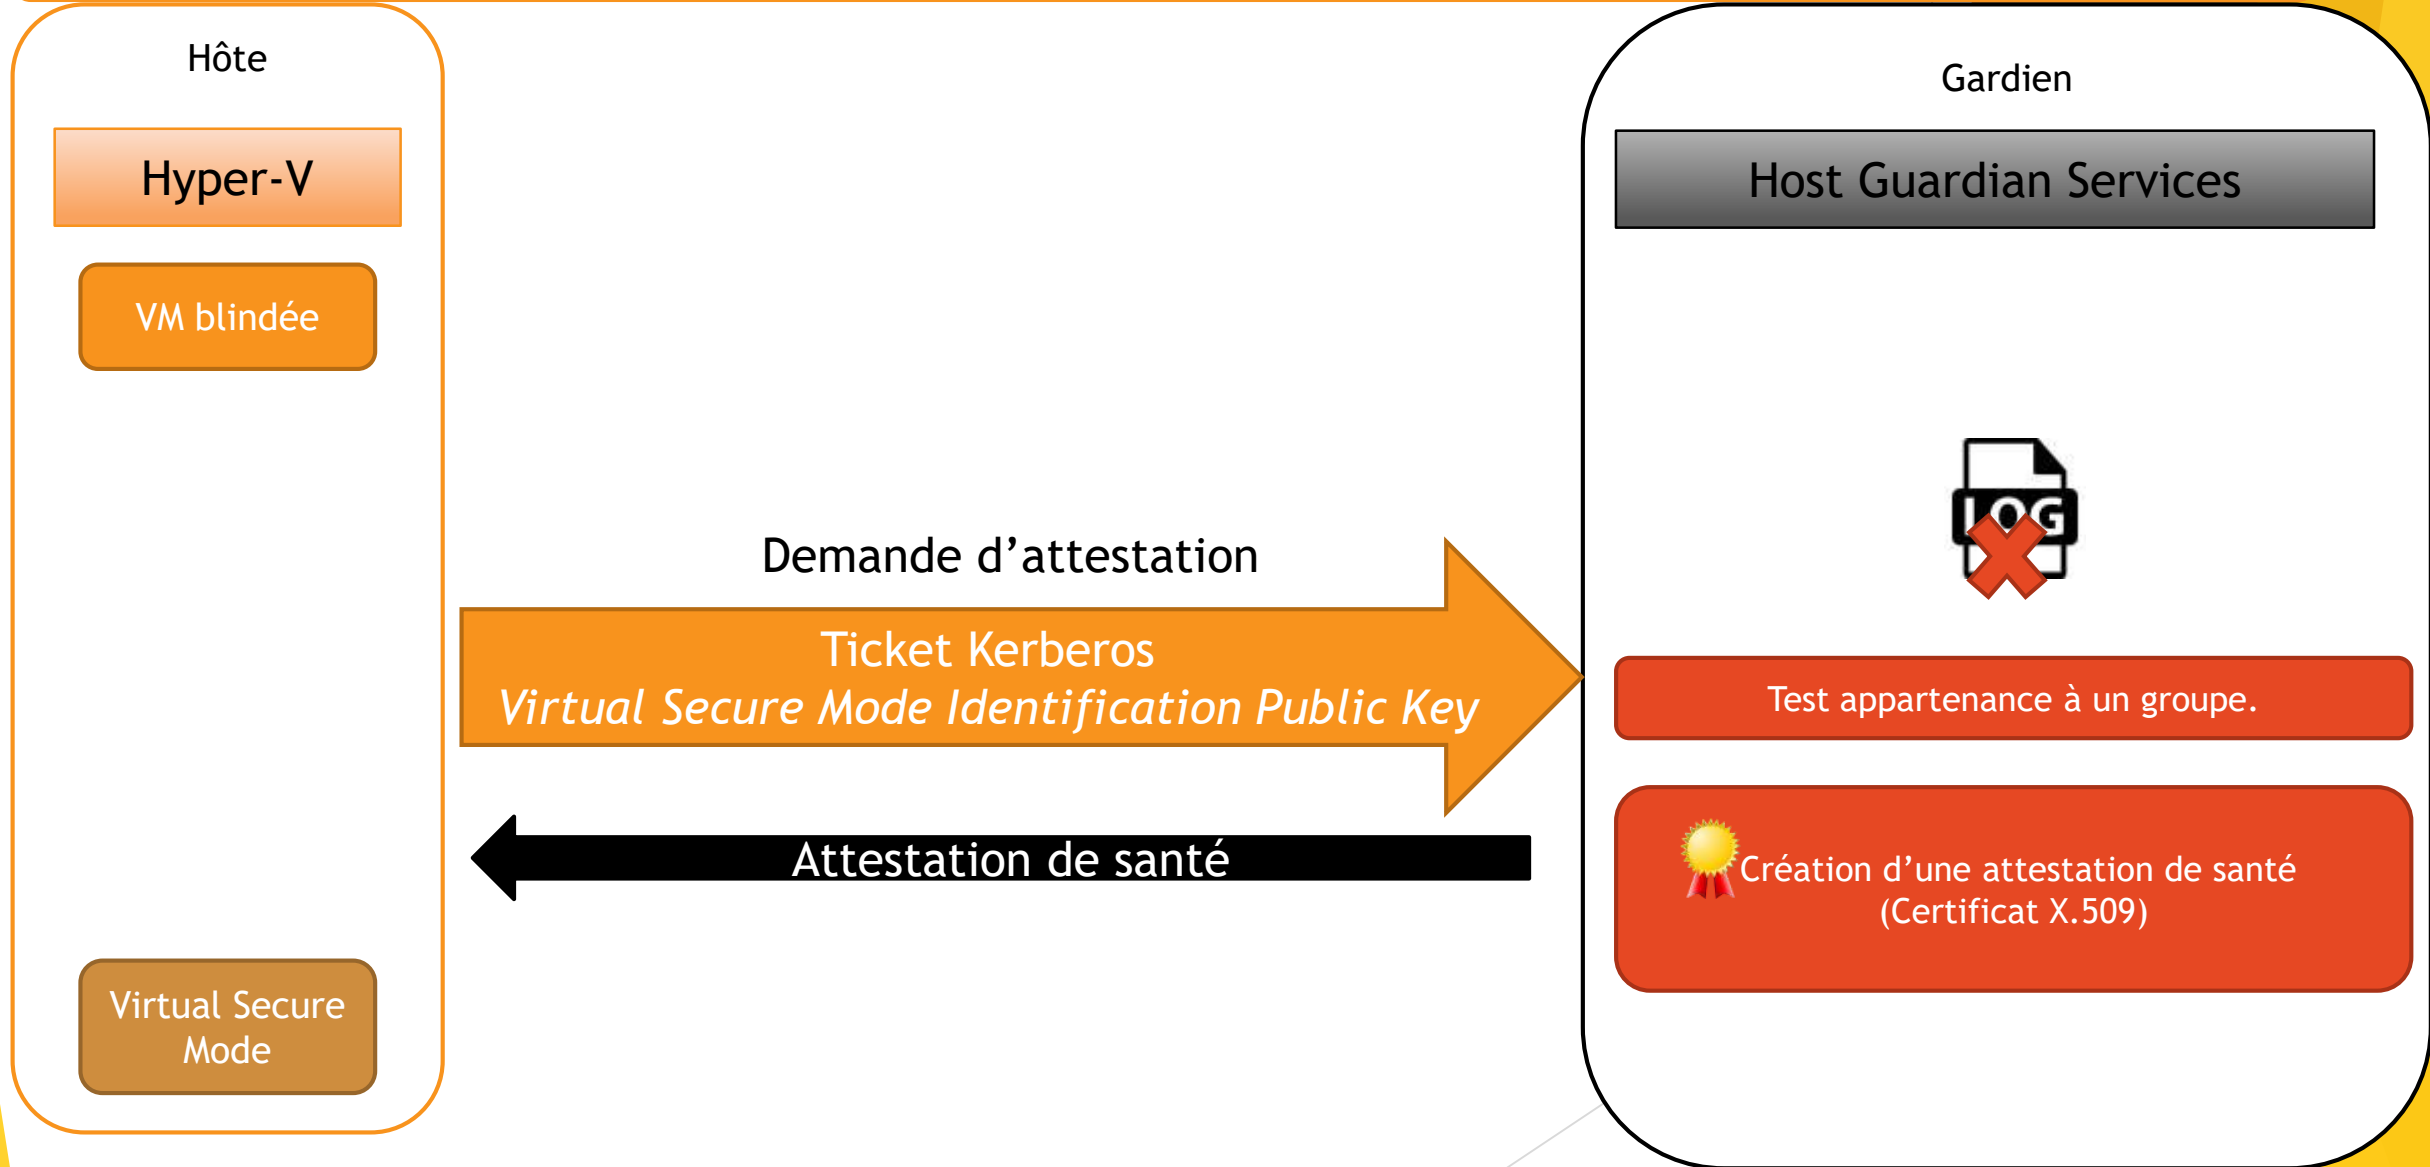 Hôte
Hyper-V
VM blindée
Virtual Secure
Mode
Demande d’attestation
Ticket Kerberos
Virtual Secure Mode Identification Public Key
Attestation de santé
Gardien
Host Guardian Services
LOG
Test appartenance à un groupe.
Création d’une attestation de santé
(Certificat X.509)